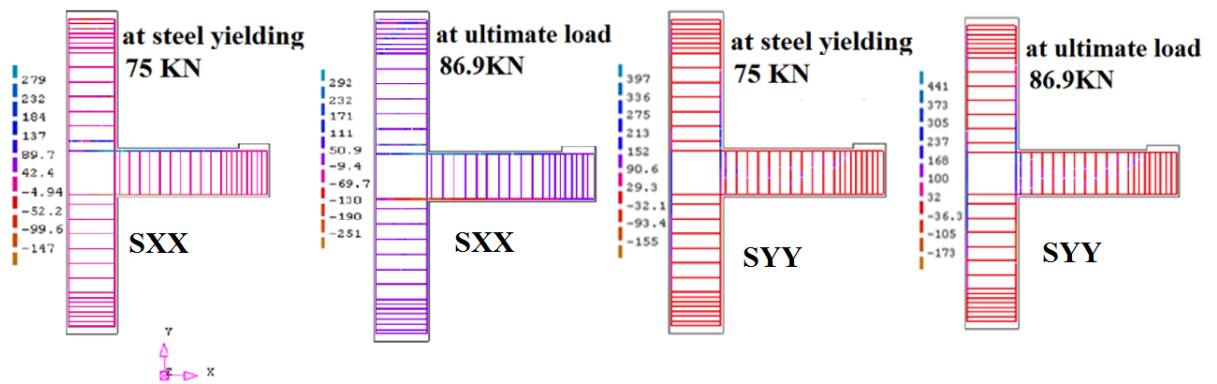 at steel yielding
75 KN
279
232
184
137
89.7
42.4
-4.94
-52.2
-99.6
-147
SXX
at ultimate load
86.9KN
292
232
171
111
50.9
-9.4
-69.7
-130
-190
-251
SXX
at steel yielding
75 KN
397
336
275
213
152
90.6
29.3
-32.1
-93.4
-155
SYY
at ultimate load
86.9KN
441
373
305
237
168
100
32
-36.3
-105
-173
SYY
Y
Z X